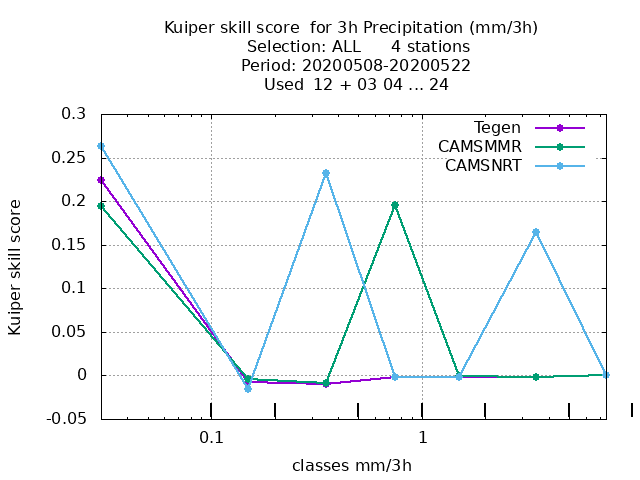 Kuiper skill score  for 3h Precipitation (mm/3h)
Selection: ALL      4 stations
Period: 20200508-20200522
Used  12 + 03 04 ... 24
Tegen
CAMSMMR
CAMSNRT
0.3
0.25
0.2
0.15
0.1
0.05
0
-0.05
Kuiper skill score
0.1
1
classes mm/3h